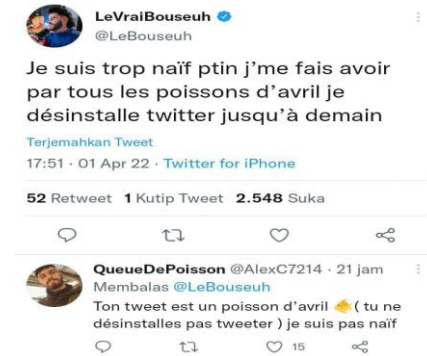 LeVraiBouseuh
@LeBouseuh
Je suis trop naïf ptin j’me fais avoir
par tous les poissons d’avril je
désinstalle twitter jusqu’à demain
Terjemahkan Tweet
17:51 · 01 Apr 22 · Twitter for iPhone
52 Retweet 1 Kutip Tweet 2.548 Suka
QueueDePoisson @AlexC7214 · 21 jam
Membalas @LeBouseuh
Ton tweet est un poisson d’avril 🐠( tu ne
désinstalles pas tweeter ) je suis pas naïf
15